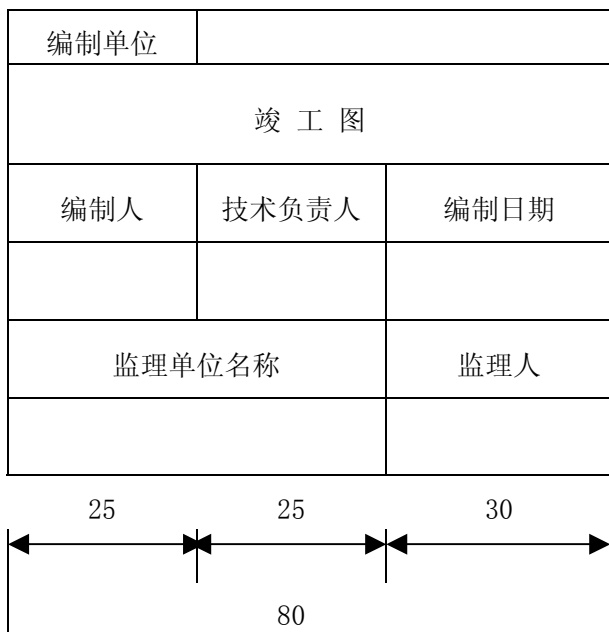 编制单位
竣 工 图
编制人 技术负责人 编制日期
监理单位名称 监理人
25 25 30
80